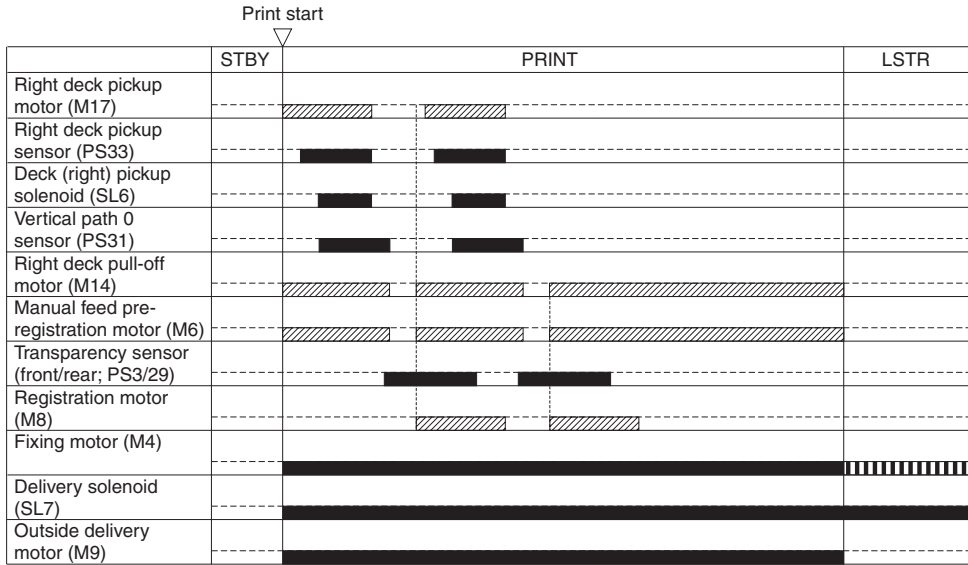 Print start
STBY
PRINT
LSTR
Right deck pickup
motor (M17)
Right deck pickup
sensor (PS33)
Deck (right) pickup
solenoid (SL6)
Vertical path 0
sensor (PS31)
Right deck pull-off
motor (M14)
Manual feed pre-
registration motor (M6)
Transparency sensor
(front/rear; PS3/29)
Registration motor
(M8)
Fixing motor (M4)
Delivery solenoid
(SL7)
Outside delivery
motor (M9)